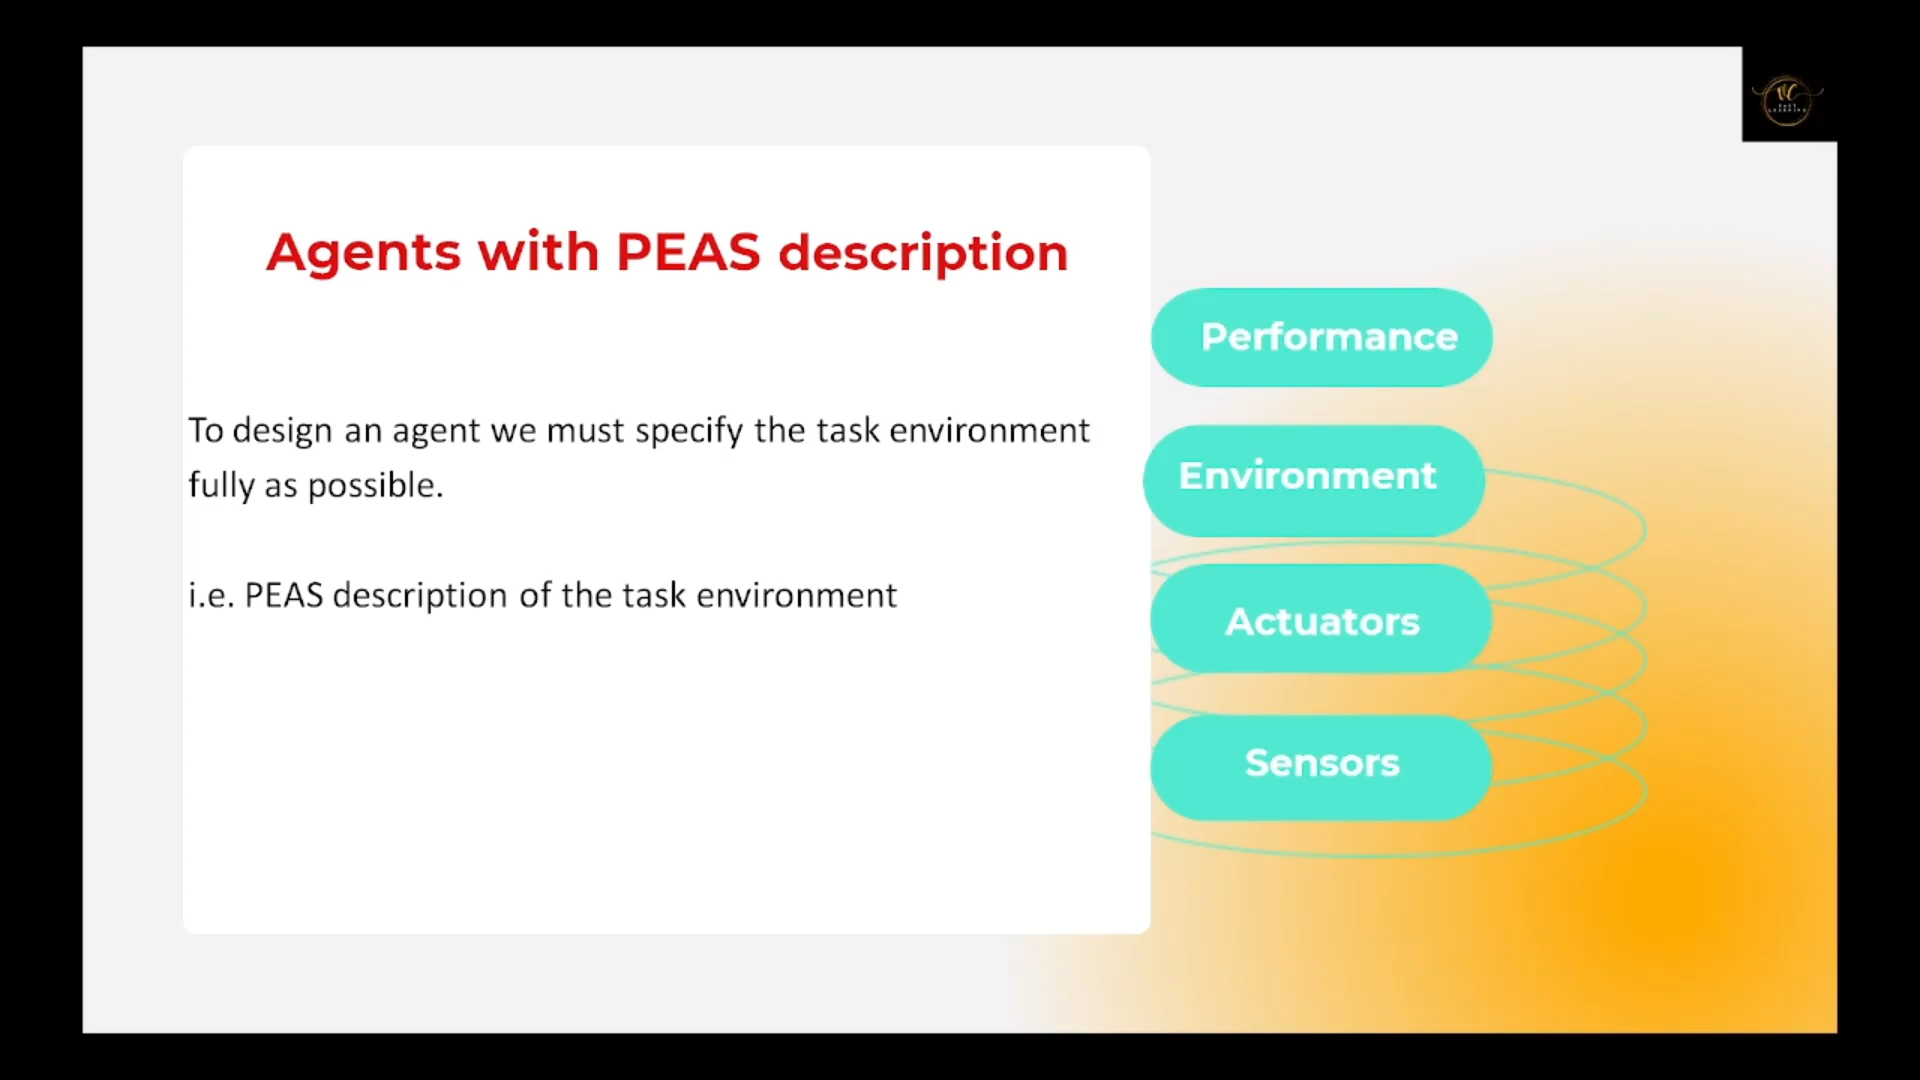 Agents with PEAS description
To design an agent we must specify the task environment
fully as possible.
i.e. PEAS description of the task environment
Performance
Environment
Actuators
Sensors